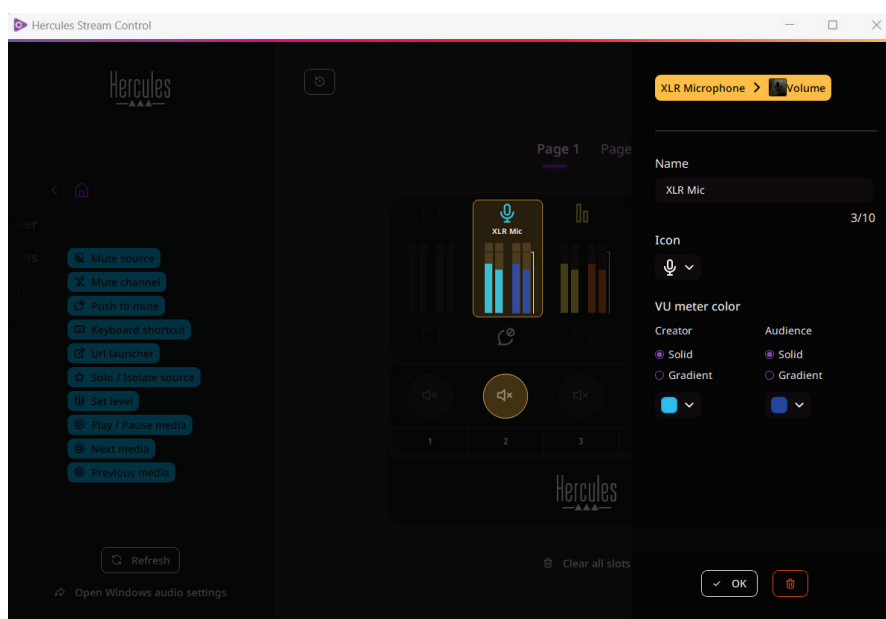 Hercules Stream Control
Hercules
XLR Microphone > Volume
Page 1 Page
Name
XLR Mic
3/10
Icon
VU meter color
Creator Audience
Solid Solid
Gradient Gradient
XLR Mic
Mute source
Mute channel
Push to mute
Keyboard shortcut
Url launcher
Solo / Isolate source
Set level
Play / Pause media
Next media
Previous media
1 2 3
Hercules
Refresh
Clear all slots
Open Windows audio settings
OK